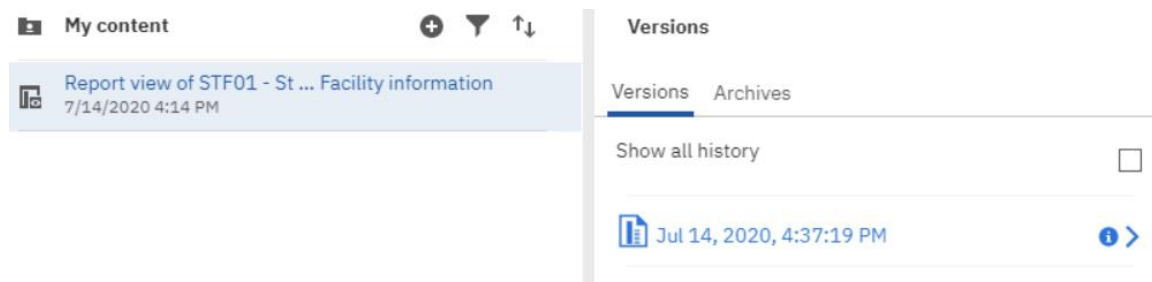 My content
Report view of STF01 - St ... Facility information
7/14/2020 4:14 PM
Versions
Versions Archives
Show all history
Jul 14, 2020, 4:37:19 PM